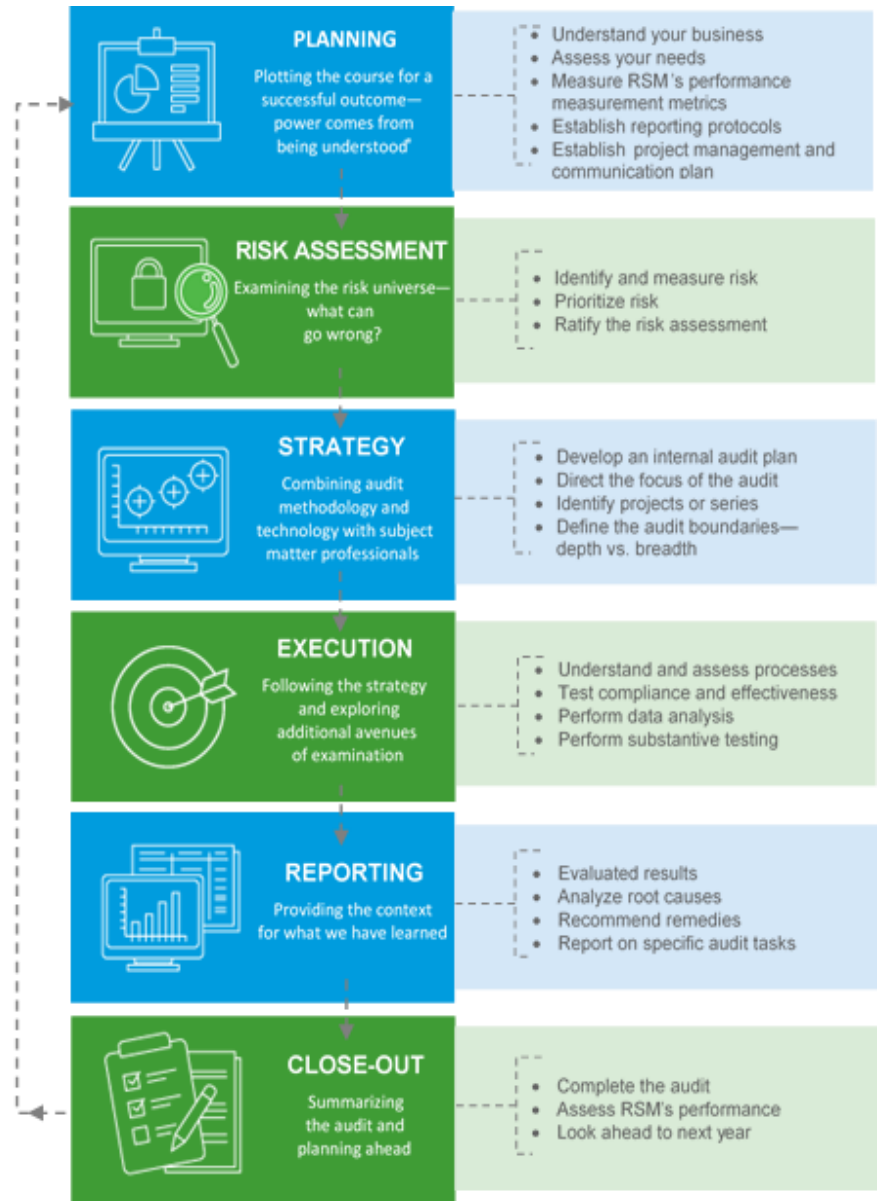 PLANNING
Plotting the course for a
successful outcome—
power comes from
being understood®
• Understand your business
• Assess your needs
• Measure RSM's performance
measurement metrics
• Establish reporting protocols
• Establish project management and
communication plan
RISK ASSESSMENT
Examining the risk universe—
what can
go wrong?
• Identify and measure risk
• Prioritize risk
• Ratify the risk assessment
STRATEGY
Combining audit
methodology and
technology with subject
matter professionals
• Develop an internal audit plan
• Direct the focus of the audit
• Identify projects or series
• Define the audit boundaries—
depth vs. breadth
EXECUTION
Following the strategy
and exploring
additional avenues
of examination
• Understand and assess processes
• Test compliance and effectiveness
• Perform data analysis
• Perform substantive testing
REPORTING
Providing the context
for what we have learned
• Evaluated results
• Analyze root causes
• Recommend remedies
• Report on specific audit tasks
CLOSE-OUT
Summarizing
the audit and
planning ahead
• Complete the audit
• Assess RSM's performance
• Look ahead to next year